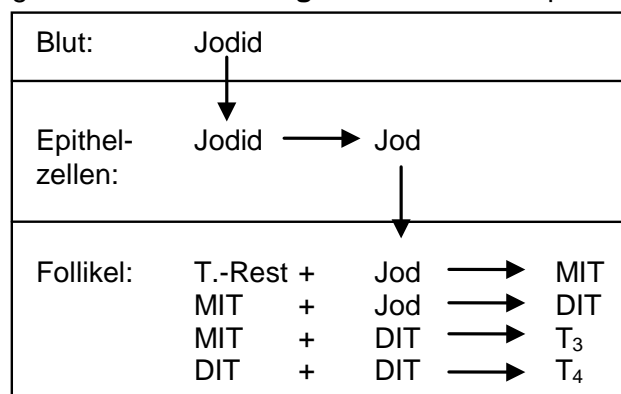 Blut: Jodid
Epithel- Jodid Jod
zellen:
Follikel: T.-Rest + Jod MIT
MIT + Jod DIT
MIT + DIT T₃
DIT + DIT T₄